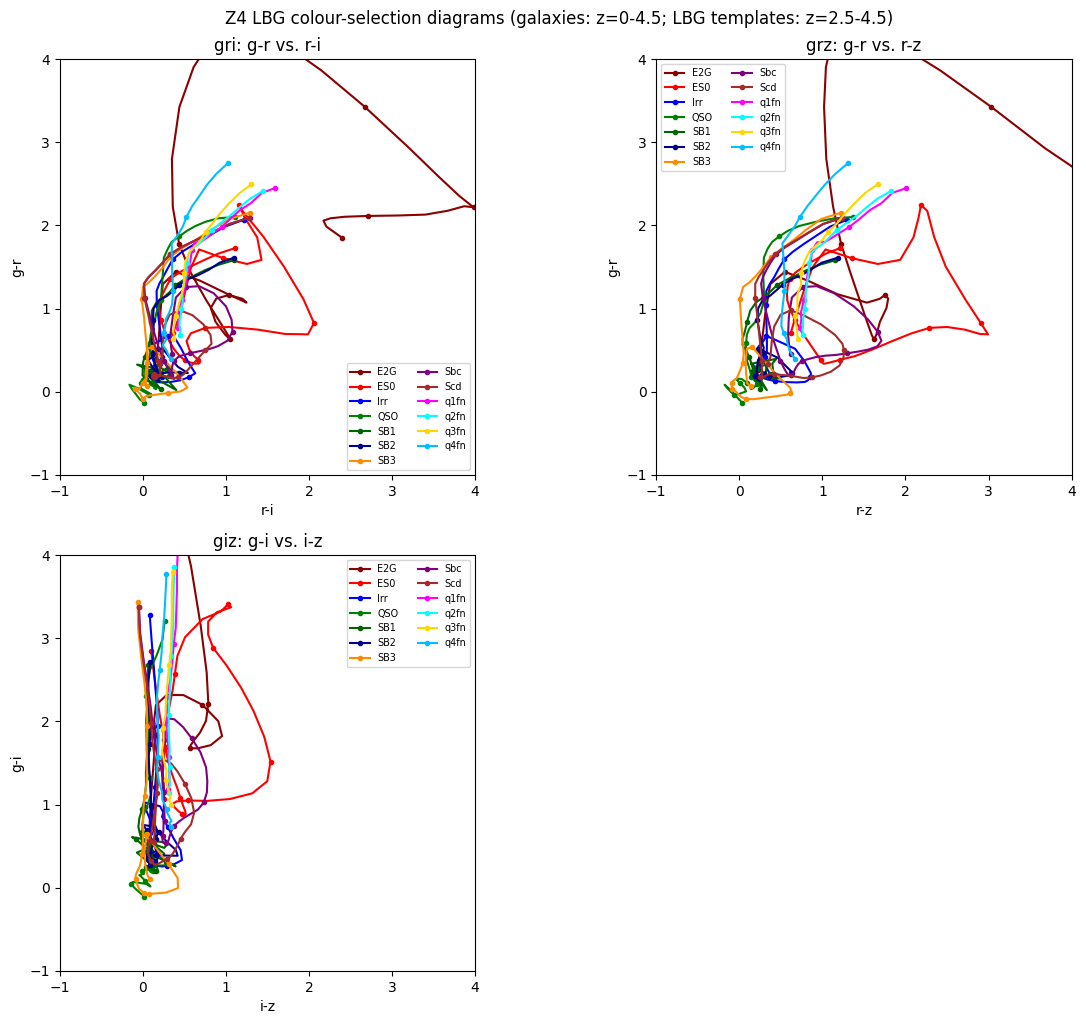 Z4 LBG colour-selection diagrams (galaxies: z=0-4.5; LBG templates: z=2.5-4.5)
gri: g-r vs. r-i
4
3
2
1
0
−1
g-r
−1 0 1 2 3 4
r-i
E2G Sbc
ES0 Scd
Irr q1fn
QSO q2fn
SB1 q3fn
SB2 q4fn
SB3
grz: g-r vs. r-z
4
3
2
1
0
−1
g-r
−1 0 1 2 3 4
r-z
E2G Sbc
ES0 Scd
Irr q1fn
QSO q2fn
SB1 q3fn
SB2 q4fn
SB3
giz: g-i vs. i-z
4
3
2
1
0
−1
g-i
−1 0 1 2 3 4
i-z
E2G Sbc
ES0 Scd
Irr q1fn
QSO q2fn
SB1 q3fn
SB2 q4fn
SB3